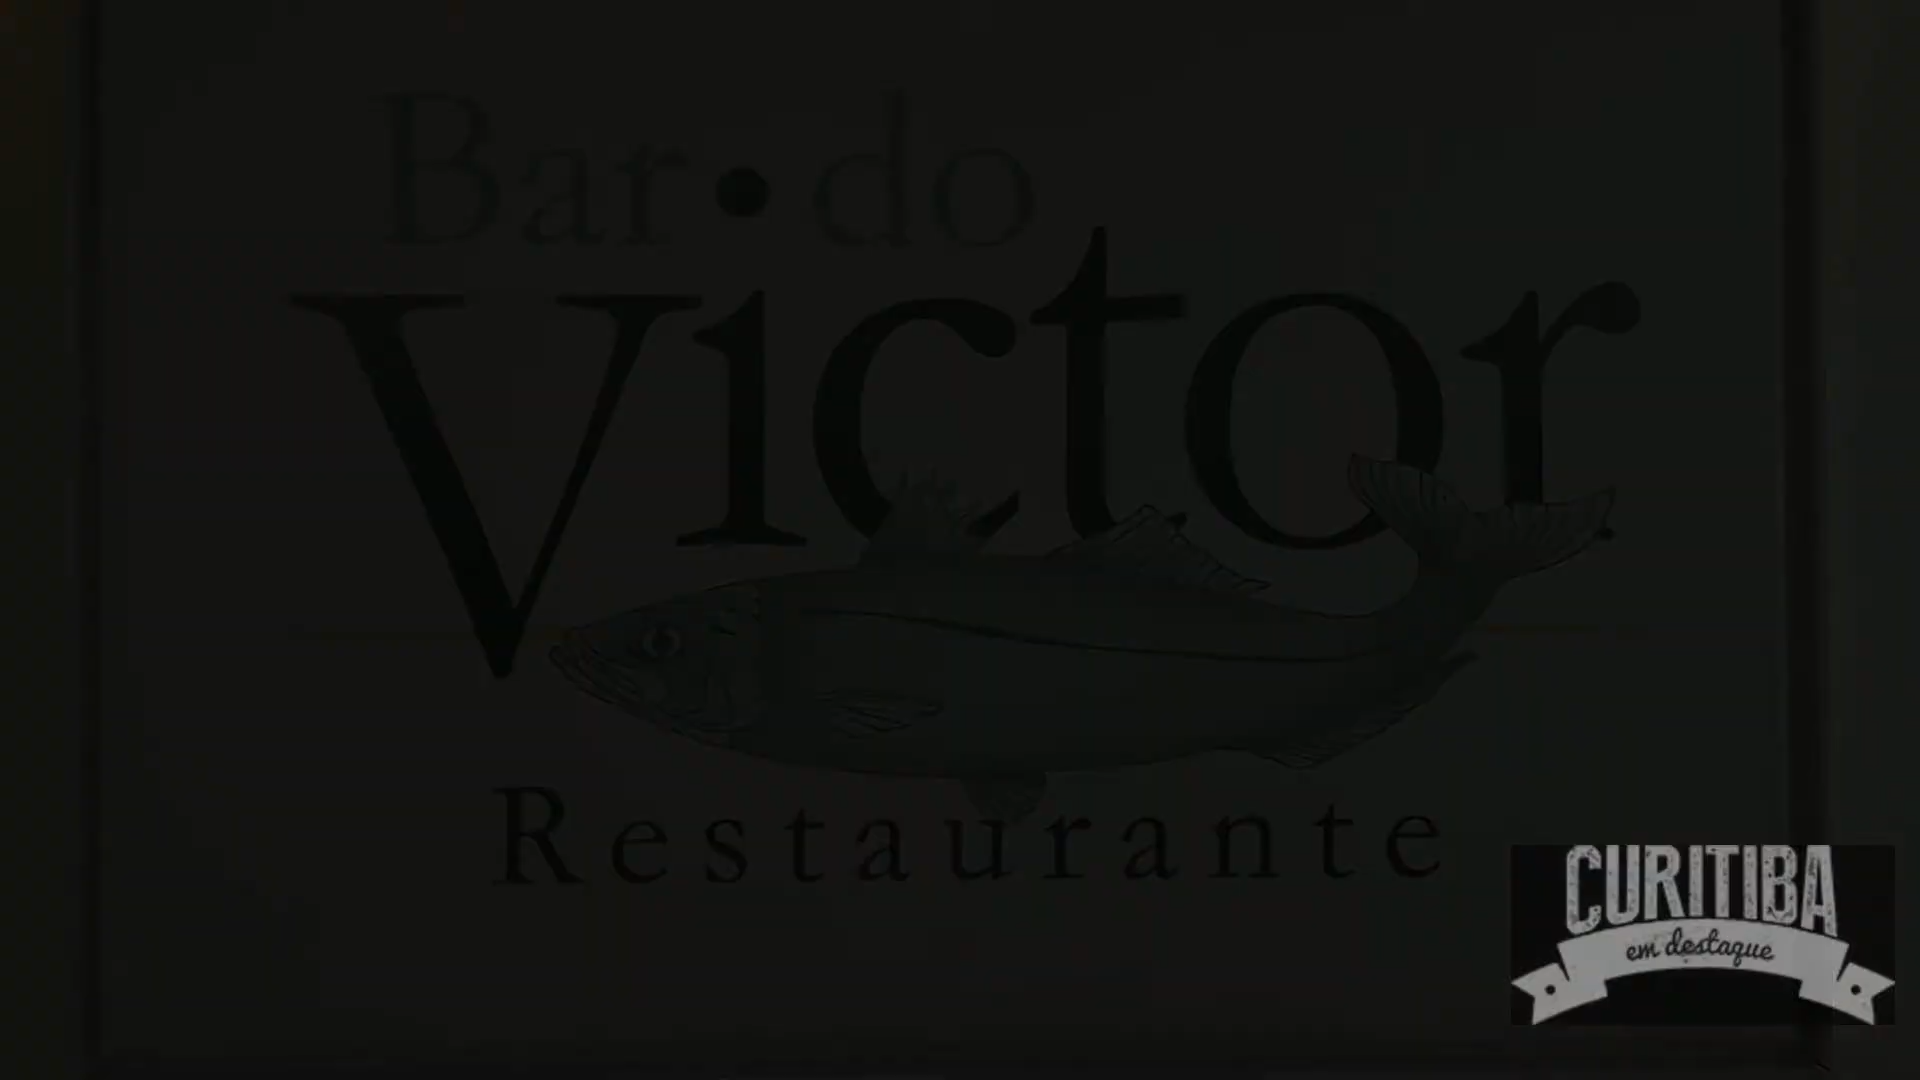 Bar•do
Victor
Restaurante
CURITIBA
em destaque